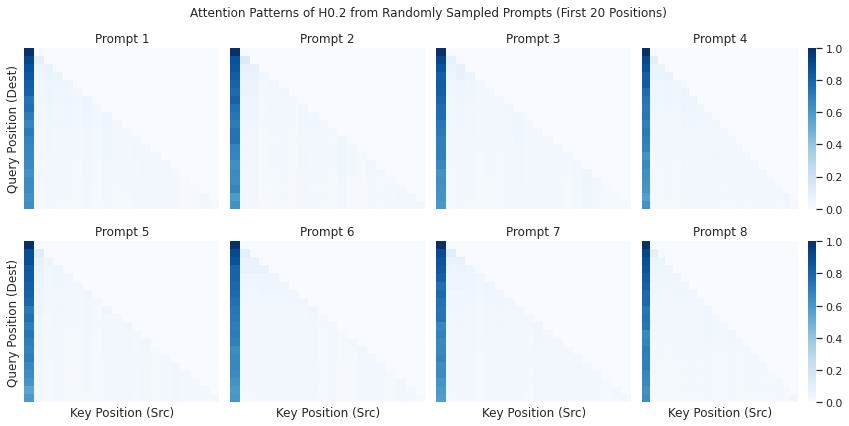 Attention Patterns of H0.2 from Randomly Sampled Prompts (First 20 Positions)
Prompt 1
Prompt 2
Prompt 3
Prompt 4
Query Position (Dest)
1.0
0.8
0.6
0.4
0.2
0.0
Prompt 5
Prompt 6
Prompt 7
Prompt 8
Query Position (Dest)
1.0
0.8
0.6
0.4
0.2
0.0
Key Position (Src)
Key Position (Src)
Key Position (Src)
Key Position (Src)